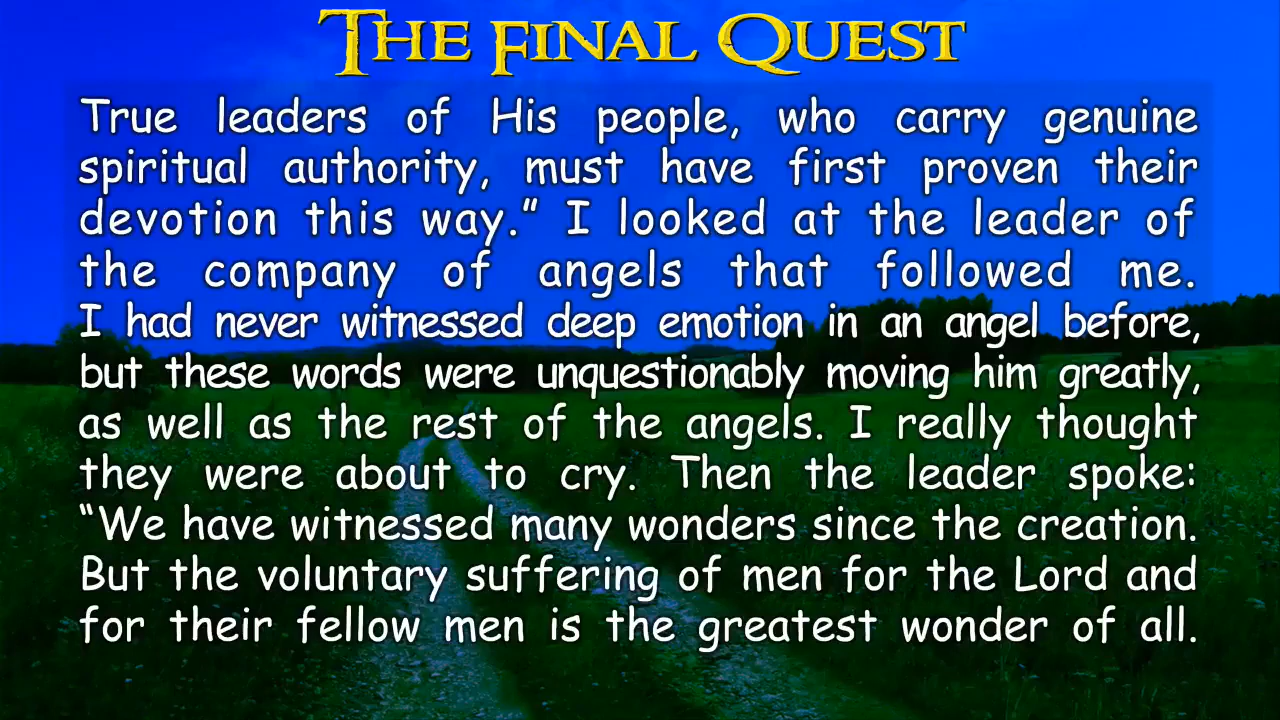 The Final Quest
True leaders of His people, who carry genuine
spiritual authority, must have first proven their
devotion this way.” I looked at the leader of
the company of angels that followed me.
I had never witnessed deep emotion in an angel before,
but these words were unquestionably moving him greatly,
as well as the rest of the angels. I really thought
they were about to cry. Then the leader spoke:
“We have witnessed many wonders since the creation.
But the voluntary suffering of men for the Lord and
for their fellow men is the greatest wonder of all.